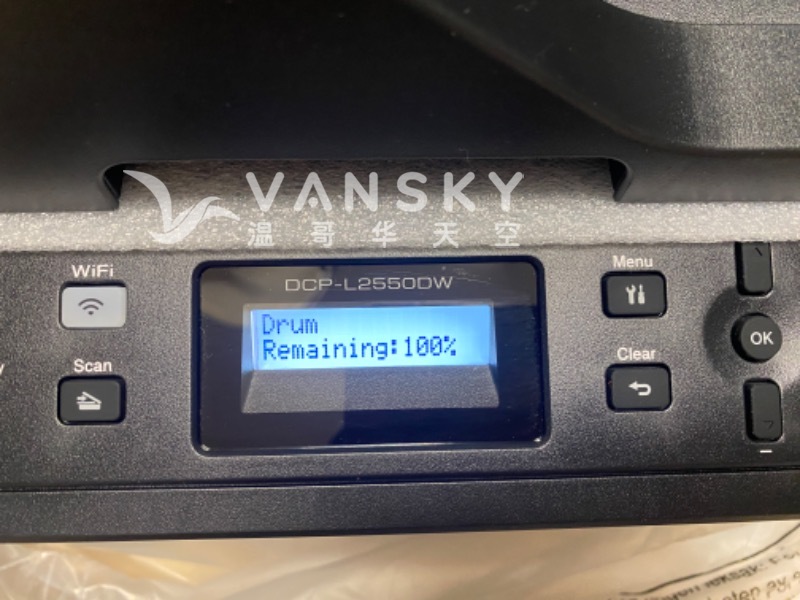 VANSKY
温哥华天空
WiFi
DCP-L2550DW
Menu
Drum
Remaining:100%
OK
Scan
Clear